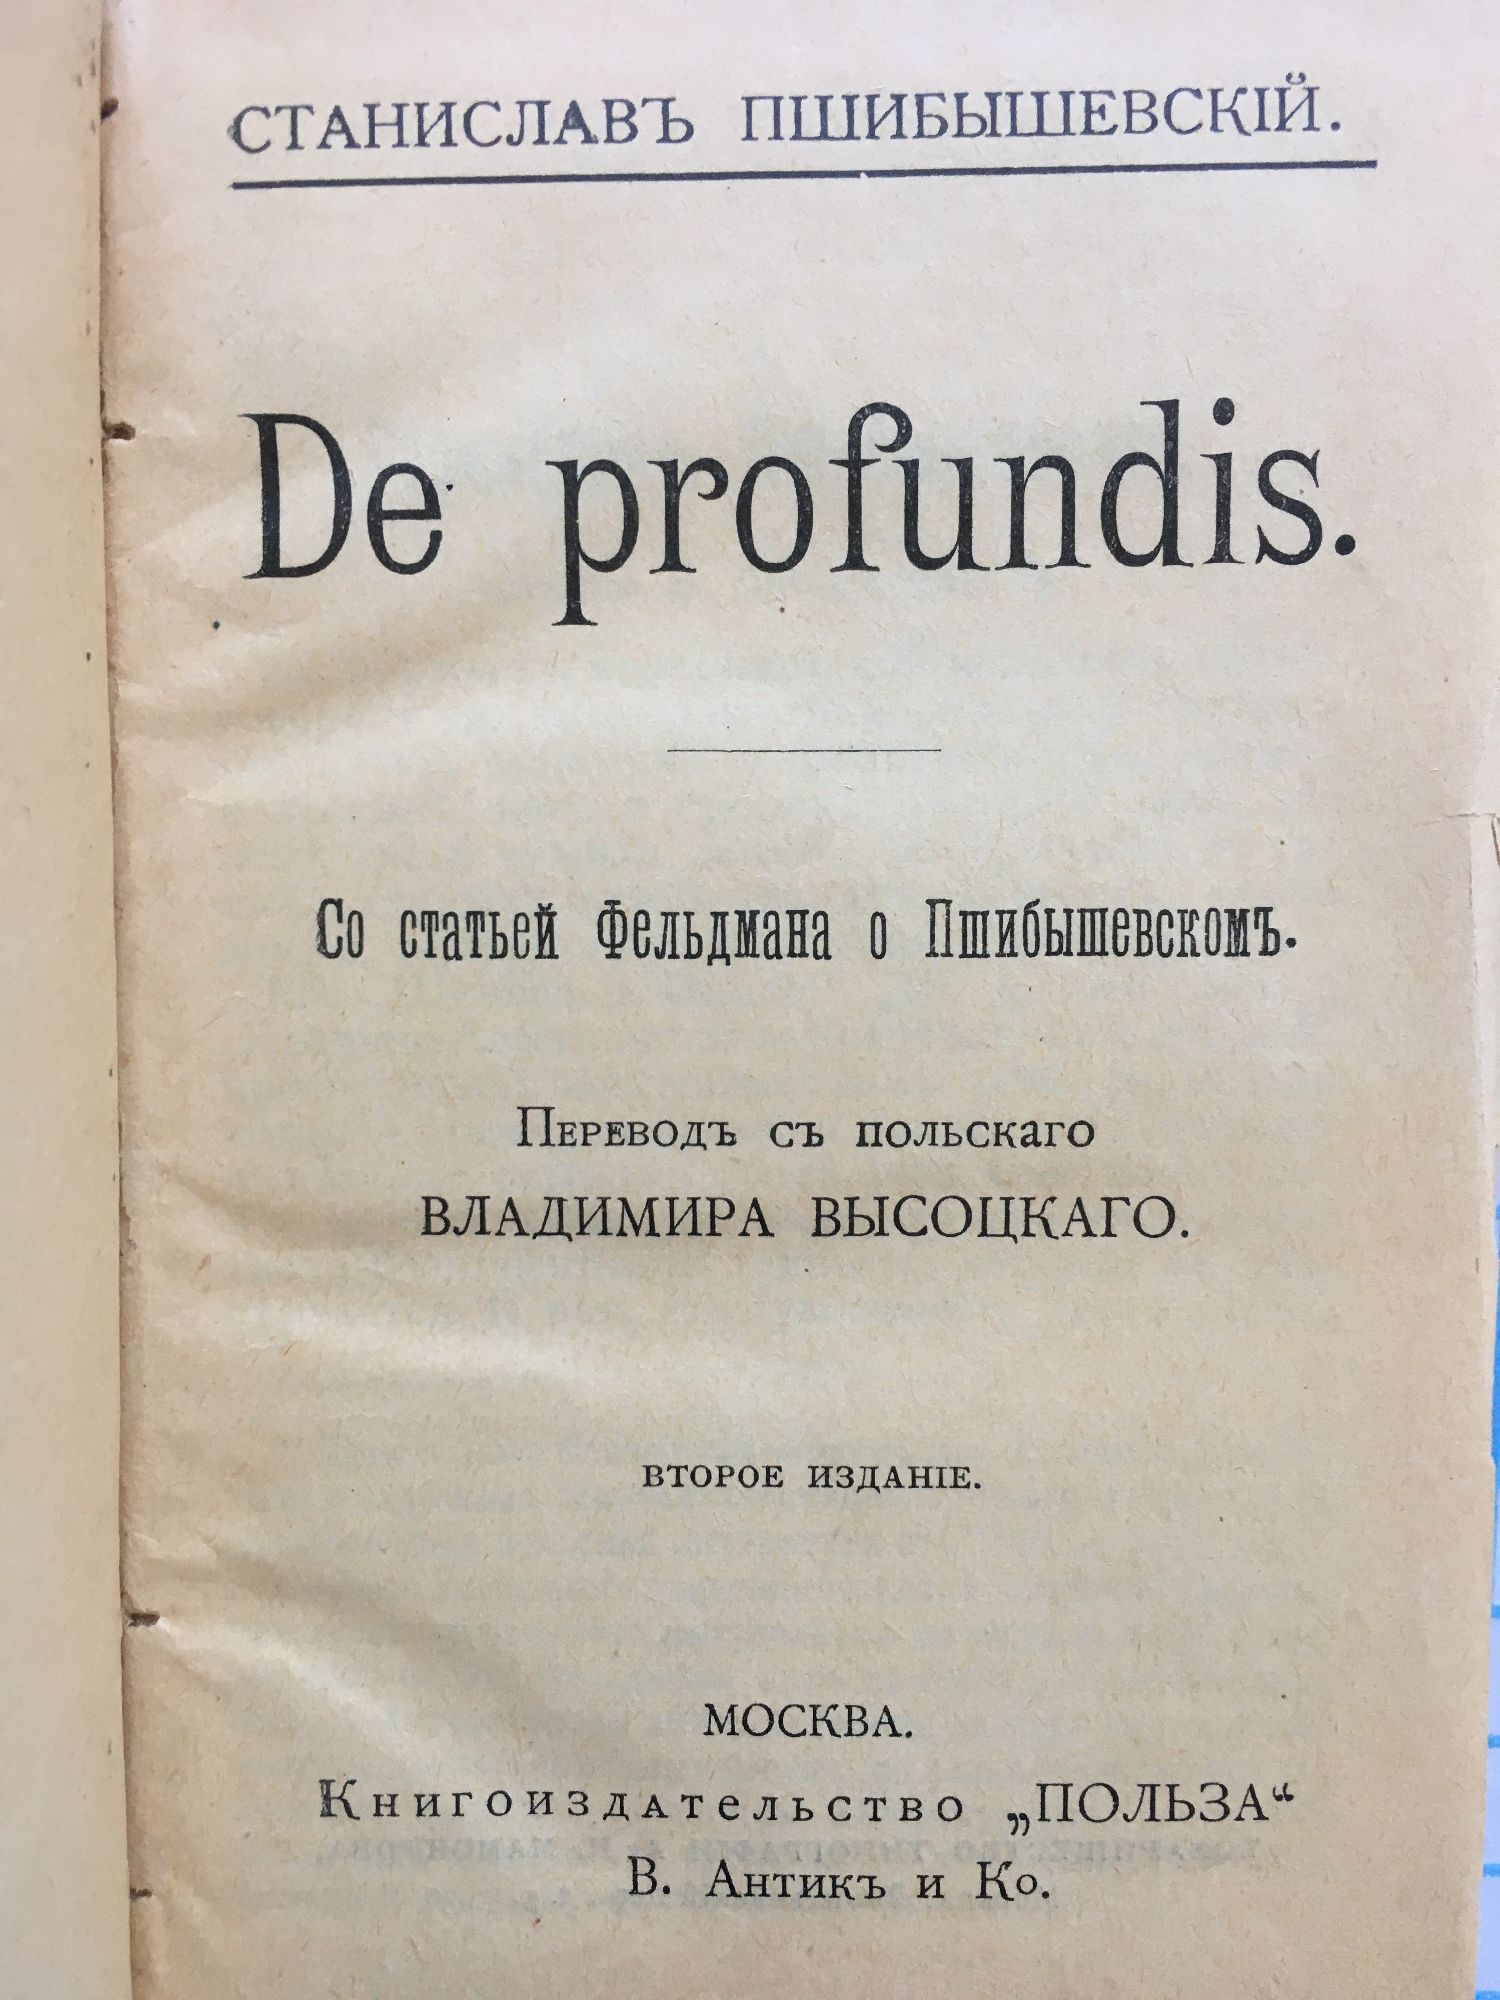 СТАНИСЛАВЪ ПШИБЫШЕВСКІЙ.
De profundis.
Со статьей Фельдмана о Пшибышевскомъ.
Переводъ съ польскаго
ВЛАДИМИРА ВЫСОЦКАГО.
ВТОРОЕ ИЗДАНІЕ.
МОСКВА.
Книгоиздательство „ПОЛЬЗА“
В. Антикъ и Ко.